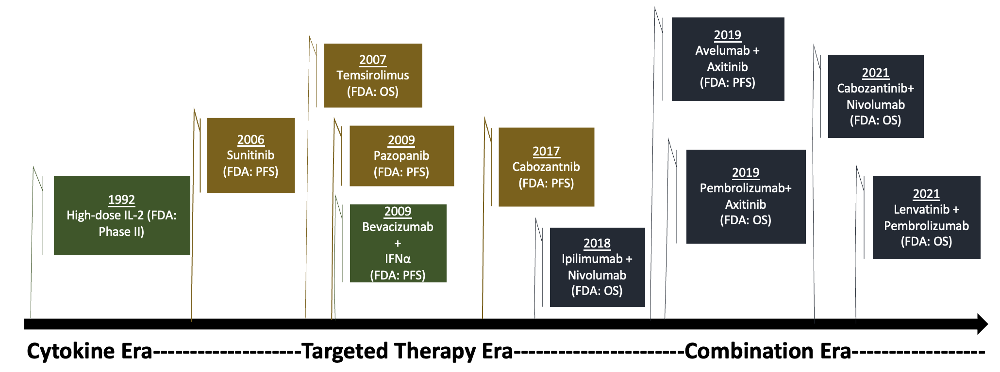 1992
High-dose IL-2 (FDA:
Phase II)
2006
Sunitinib
(FDA: PFS)
2007
Temsirolimus
(FDA: OS)
2009
Pazopanib
(FDA: PFS)
2009
Bevacizumab
+
IFNα
(FDA: PFS)
2017
Cabozantnib
(FDA: PFS)
2018
Ipilimumab +
Nivolumab
(FDA: OS)
2019
Avelumab +
Axitinib
(FDA: PFS)
2019
Pembrolizumab+
Axitinib
(FDA: OS)
2021
Cabozantinib+
Nivolumab
(FDA: OS)
2021
Lenvatinib +
Pembrolizumab
(FDA: OS)
Cytokine Era--------------------Targeted Therapy Era-----------------------Combination Era------------------